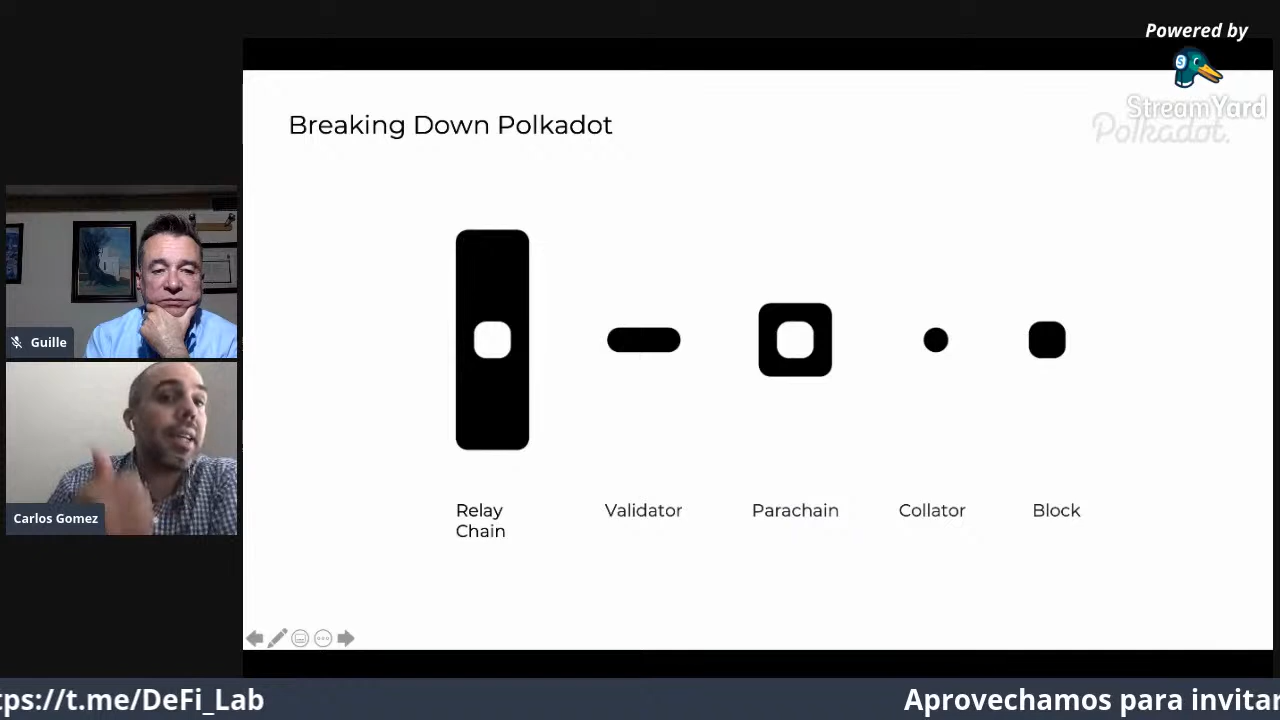 Powered by
StreamYard
Polkadot.
Breaking Down Polkadot
Guille
Carlos Gomez
Relay
Chain
Validator
Parachain
Collator
Block
tps://t.me/DeFi_Lab
Aprovechamos para invitar